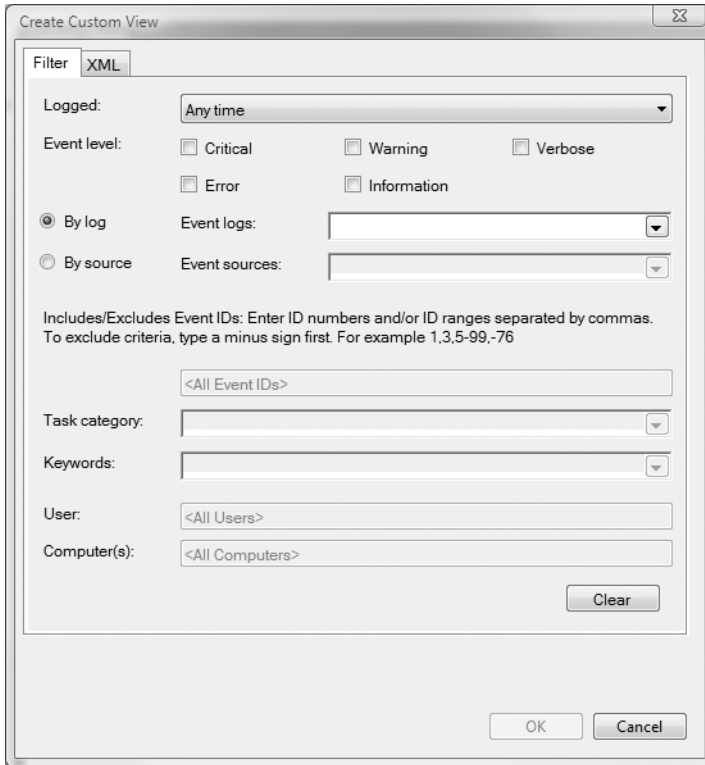 Create Custom View
Filter XML
Logged: Any time
Event level: Critical Warning Verbose
Error Information
By log Event logs:
By source Event sources:
Includes/Excludes Event IDs: Enter ID numbers and/or ID ranges separated by commas.
To exclude criteria, type a minus sign first. For example 1,3,5-99,-76
<All Event IDs>
Task category:
Keywords:
User: <All Users>
Computer(s): <All Computers>
Clear
OK Cancel